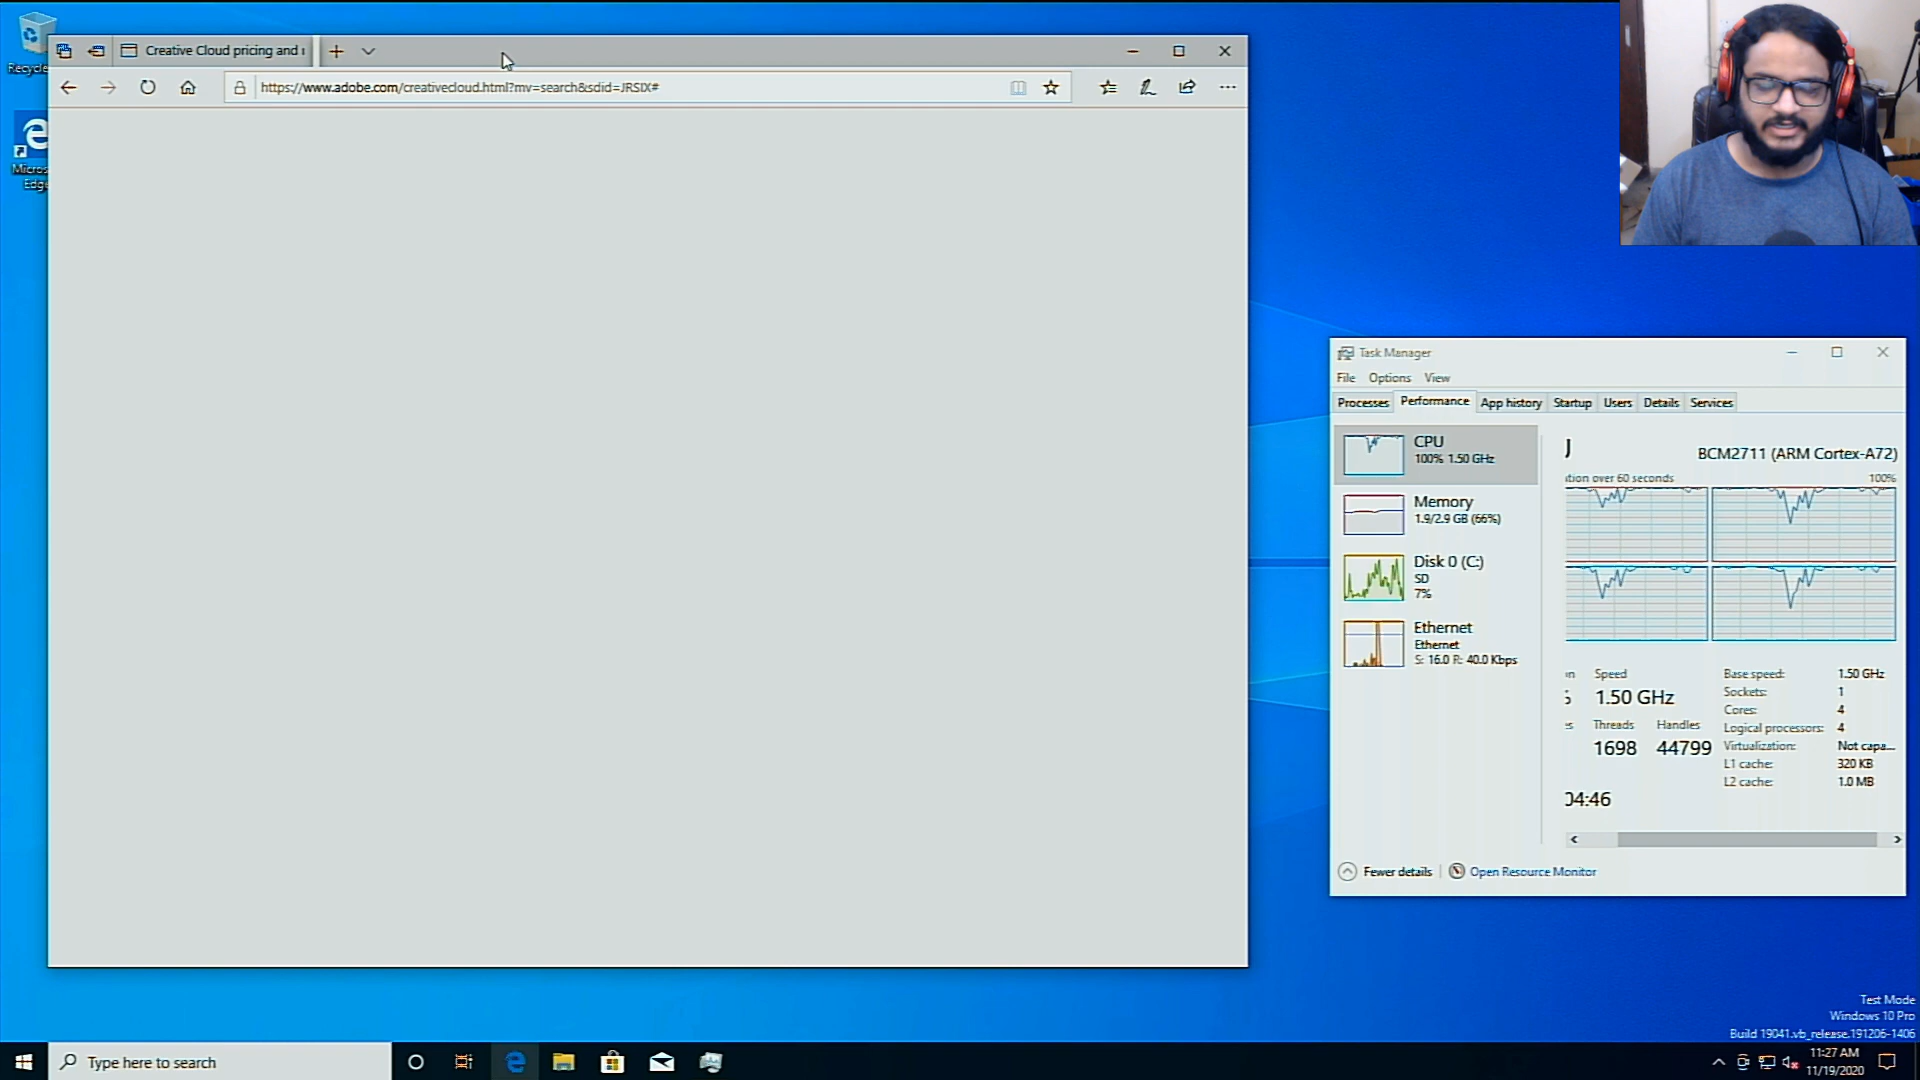 Recycle
Micros
Edge
Creative Cloud pricing and
https://www.adobe.com/creativecloud.html?mv=search&sdid=JRSIX#
Task Manager
File Options View
Processes Performance App history Startup Users Details Services
CPU
100% 1.50 GHz
Memory
1.9/2.9 GB (66%)
Disk 0 (C:)
SD
7%
Ethernet
Ethernet
S: 16.0 R: 40.0 Kbps
BCM2711 (ARM Cortex-A72)
over 60 seconds 100%
Speed
1.50 GHz
Threads Handles
1698 44799
04:46
Base speed: 1.50 GHz
Sockets: 1
Cores: 4
Logical processors: 4
Virtualization: Not capa...
L1 cache: 320 KB
L2 cache: 1.0 MB
Fewer details Open Resource Monitor
Test Mode
Windows 10 Pro
Build 19041.vb_release.191206-1406
Type here to search
11:27 AM
11/19/2020